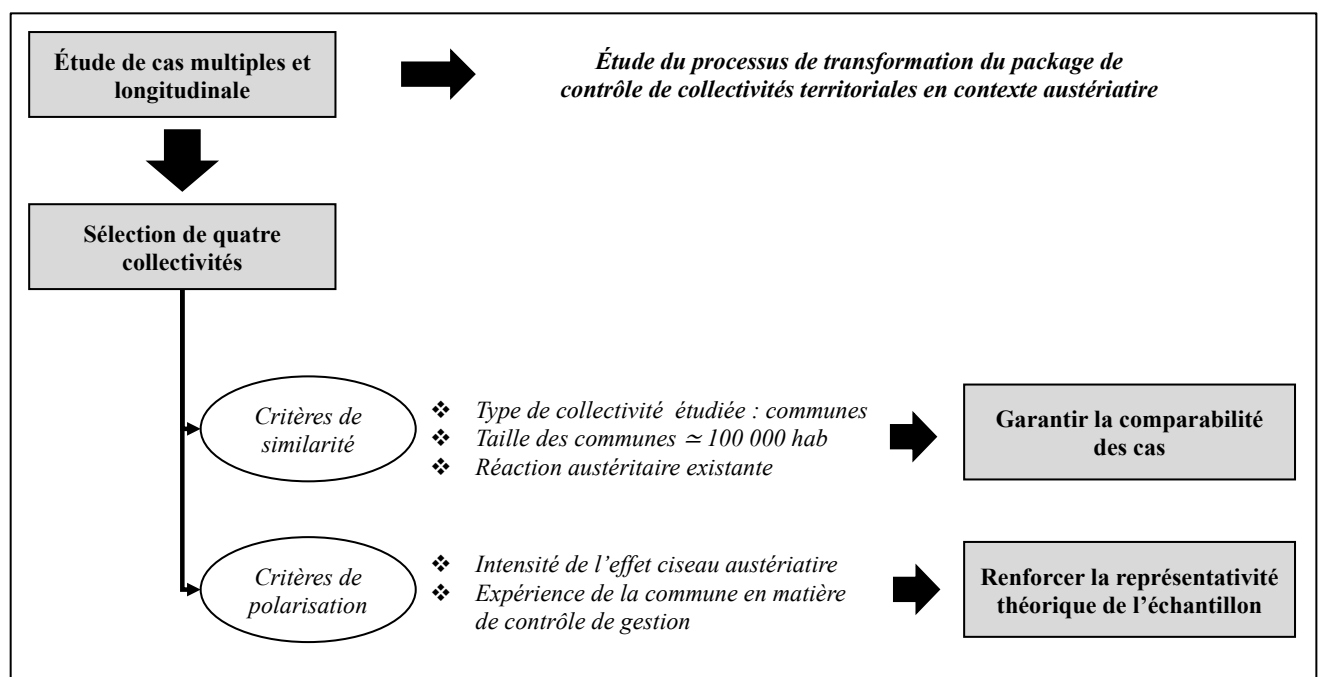 Étude de cas multiples et
longitudinale
Étude du processus de transformation du package de
contrôle de collectivités territoriales en contexte austériatire
Sélection de quatre
collectivités
Critères de
similarité
❖ Type de collectivité étudiée : communes
❖ Taille des communes ≃ 100 000 hab
❖ Réaction austéritaire existante
Garantir la comparabilité
des cas
Critères de
polarisation
❖ Intensité de l’effet ciseau austériatire
❖ Expérience de la commune en matière
de contrôle de gestion
Renforcer la représentativité
théorique de l’échantillon